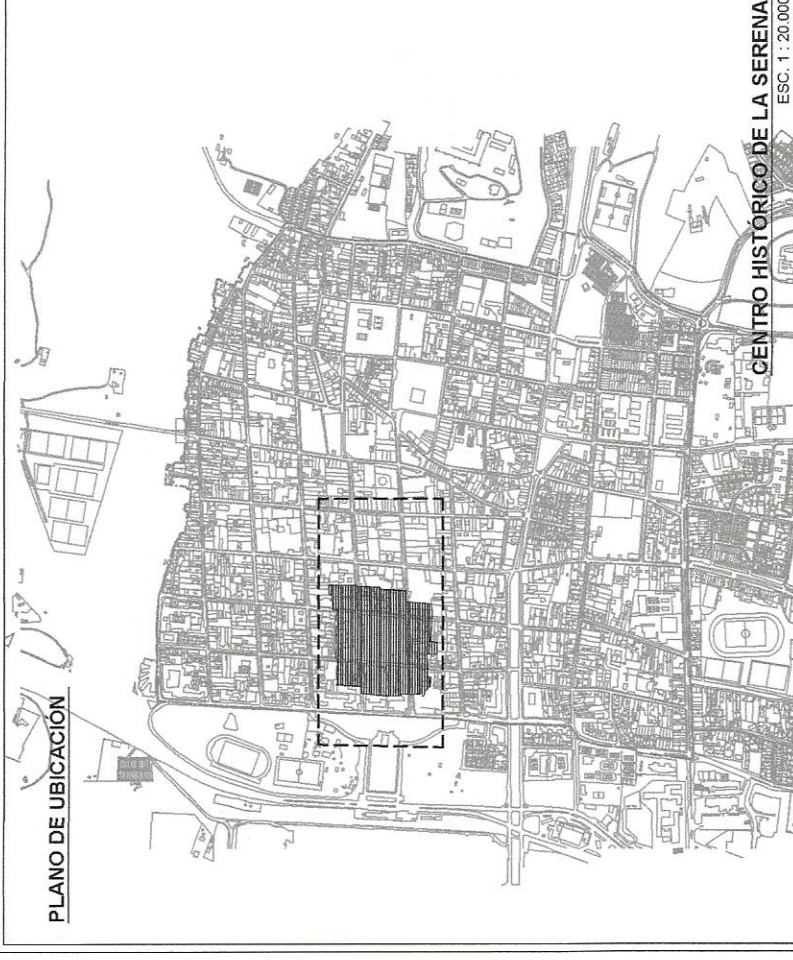 PLANO DE UBICACIÓN
CENTRO HISTÓRICO DE LA SERENA
ESC. 1 : 20.000